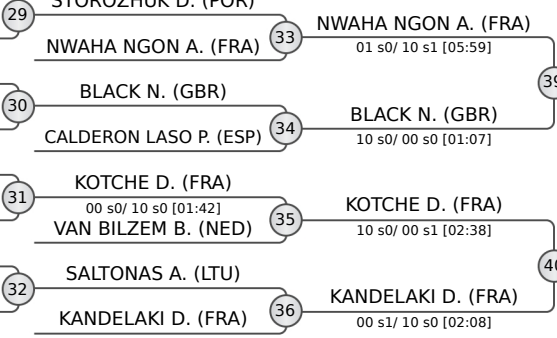 29
STOROZHUK D. (POR)
NWAHA NGON A. (FRA)
33
NWAHA NGON A. (FRA)
01 s0/ 10 s1 [05:59]
39
30
BLACK N. (GBR)
CALDERON LASO P. (ESP)
34
BLACK N. (GBR)
10 s0/ 00 s0 [01:07]
31
KOTCHE D. (FRA)
00 s0/ 10 s0 [01:42]
VAN BILZEM B. (NED)
35
KOTCHE D. (FRA)
10 s0/ 00 s1 [02:38]
40
32
SALTONAS A. (LTU)
KANDELAKI D. (FRA)
36
KANDELAKI D. (FRA)
00 s1/ 10 s0 [02:08]